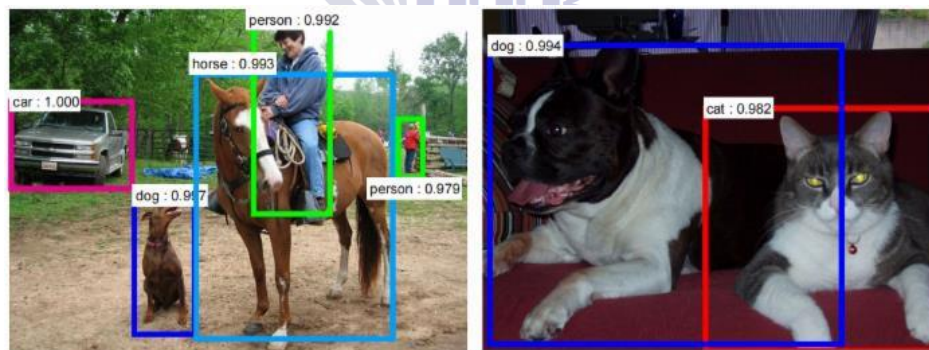 person : 0.992
horse : 0.993
car : 1.000
dog : 0.997
person : 0.979
dog : 0.994
cat : 0.982